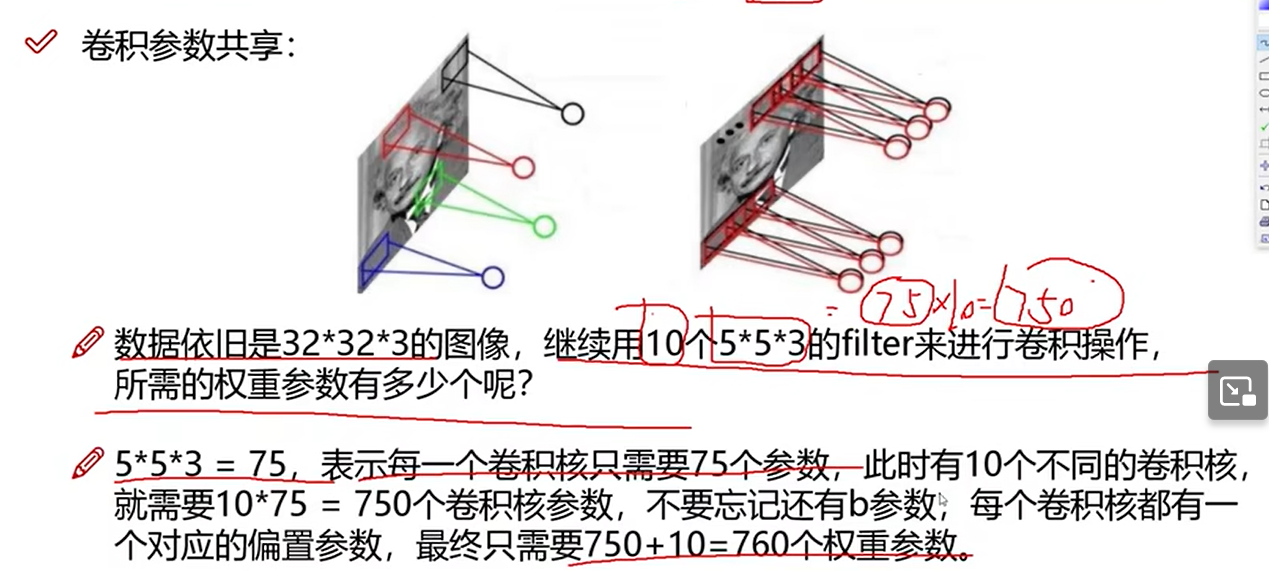 卷积参数共享：
= 75×10=750
数据依旧是32*32*3的图像，继续用10个5*5*3的filter来进行卷积操作，
所需的权重参数有多少个呢？
5*5*3 = 75，表示每一个卷积核只需要75个参数，此时有10个不同的卷积核，
就需要10*75 = 750个卷积核参数，不要忘记还有b参数，每个卷积核都有一
个对应的偏置参数，最终只需要750+10=760个权重参数。